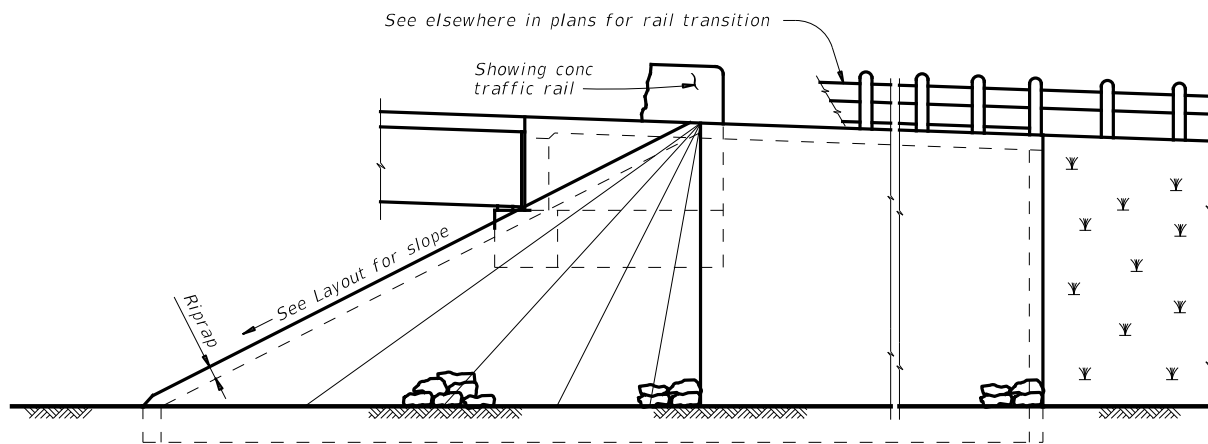 See elsewhere in plans for rail transition
Showing conc
traffic rail
See Layout for slope
Riprap